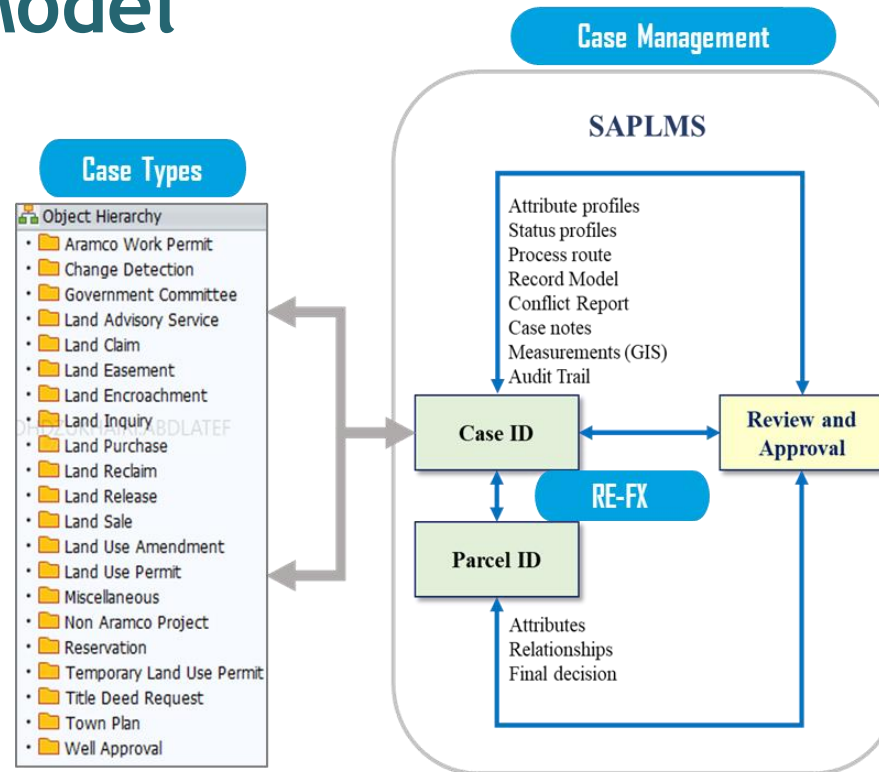 Model
Case Management
Case Types
SAPLMS
Object Hierarchy
Aramco Work Permit
Change Detection
Government Committee
Land Advisory Service
Land Claim
Land Easement
Land Encroachment
Land Inquiry
Land Purchase
Land Reclaim
Land Release
Land Sale
Land Use Amendment
Land Use Permit
Miscellaneous
Non Aramco Project
Reservation
Temporary Land Use Permit
Title Deed Request
Town Plan
Well Approval
Attribute profiles
Status profiles
Process route
Record Model
Conflict Report
Case notes
Measurements (GIS)
Audit Trail
Case ID
Review and
Approval
RE-FX
Parcel ID
Attributes
Relationships
Final decision